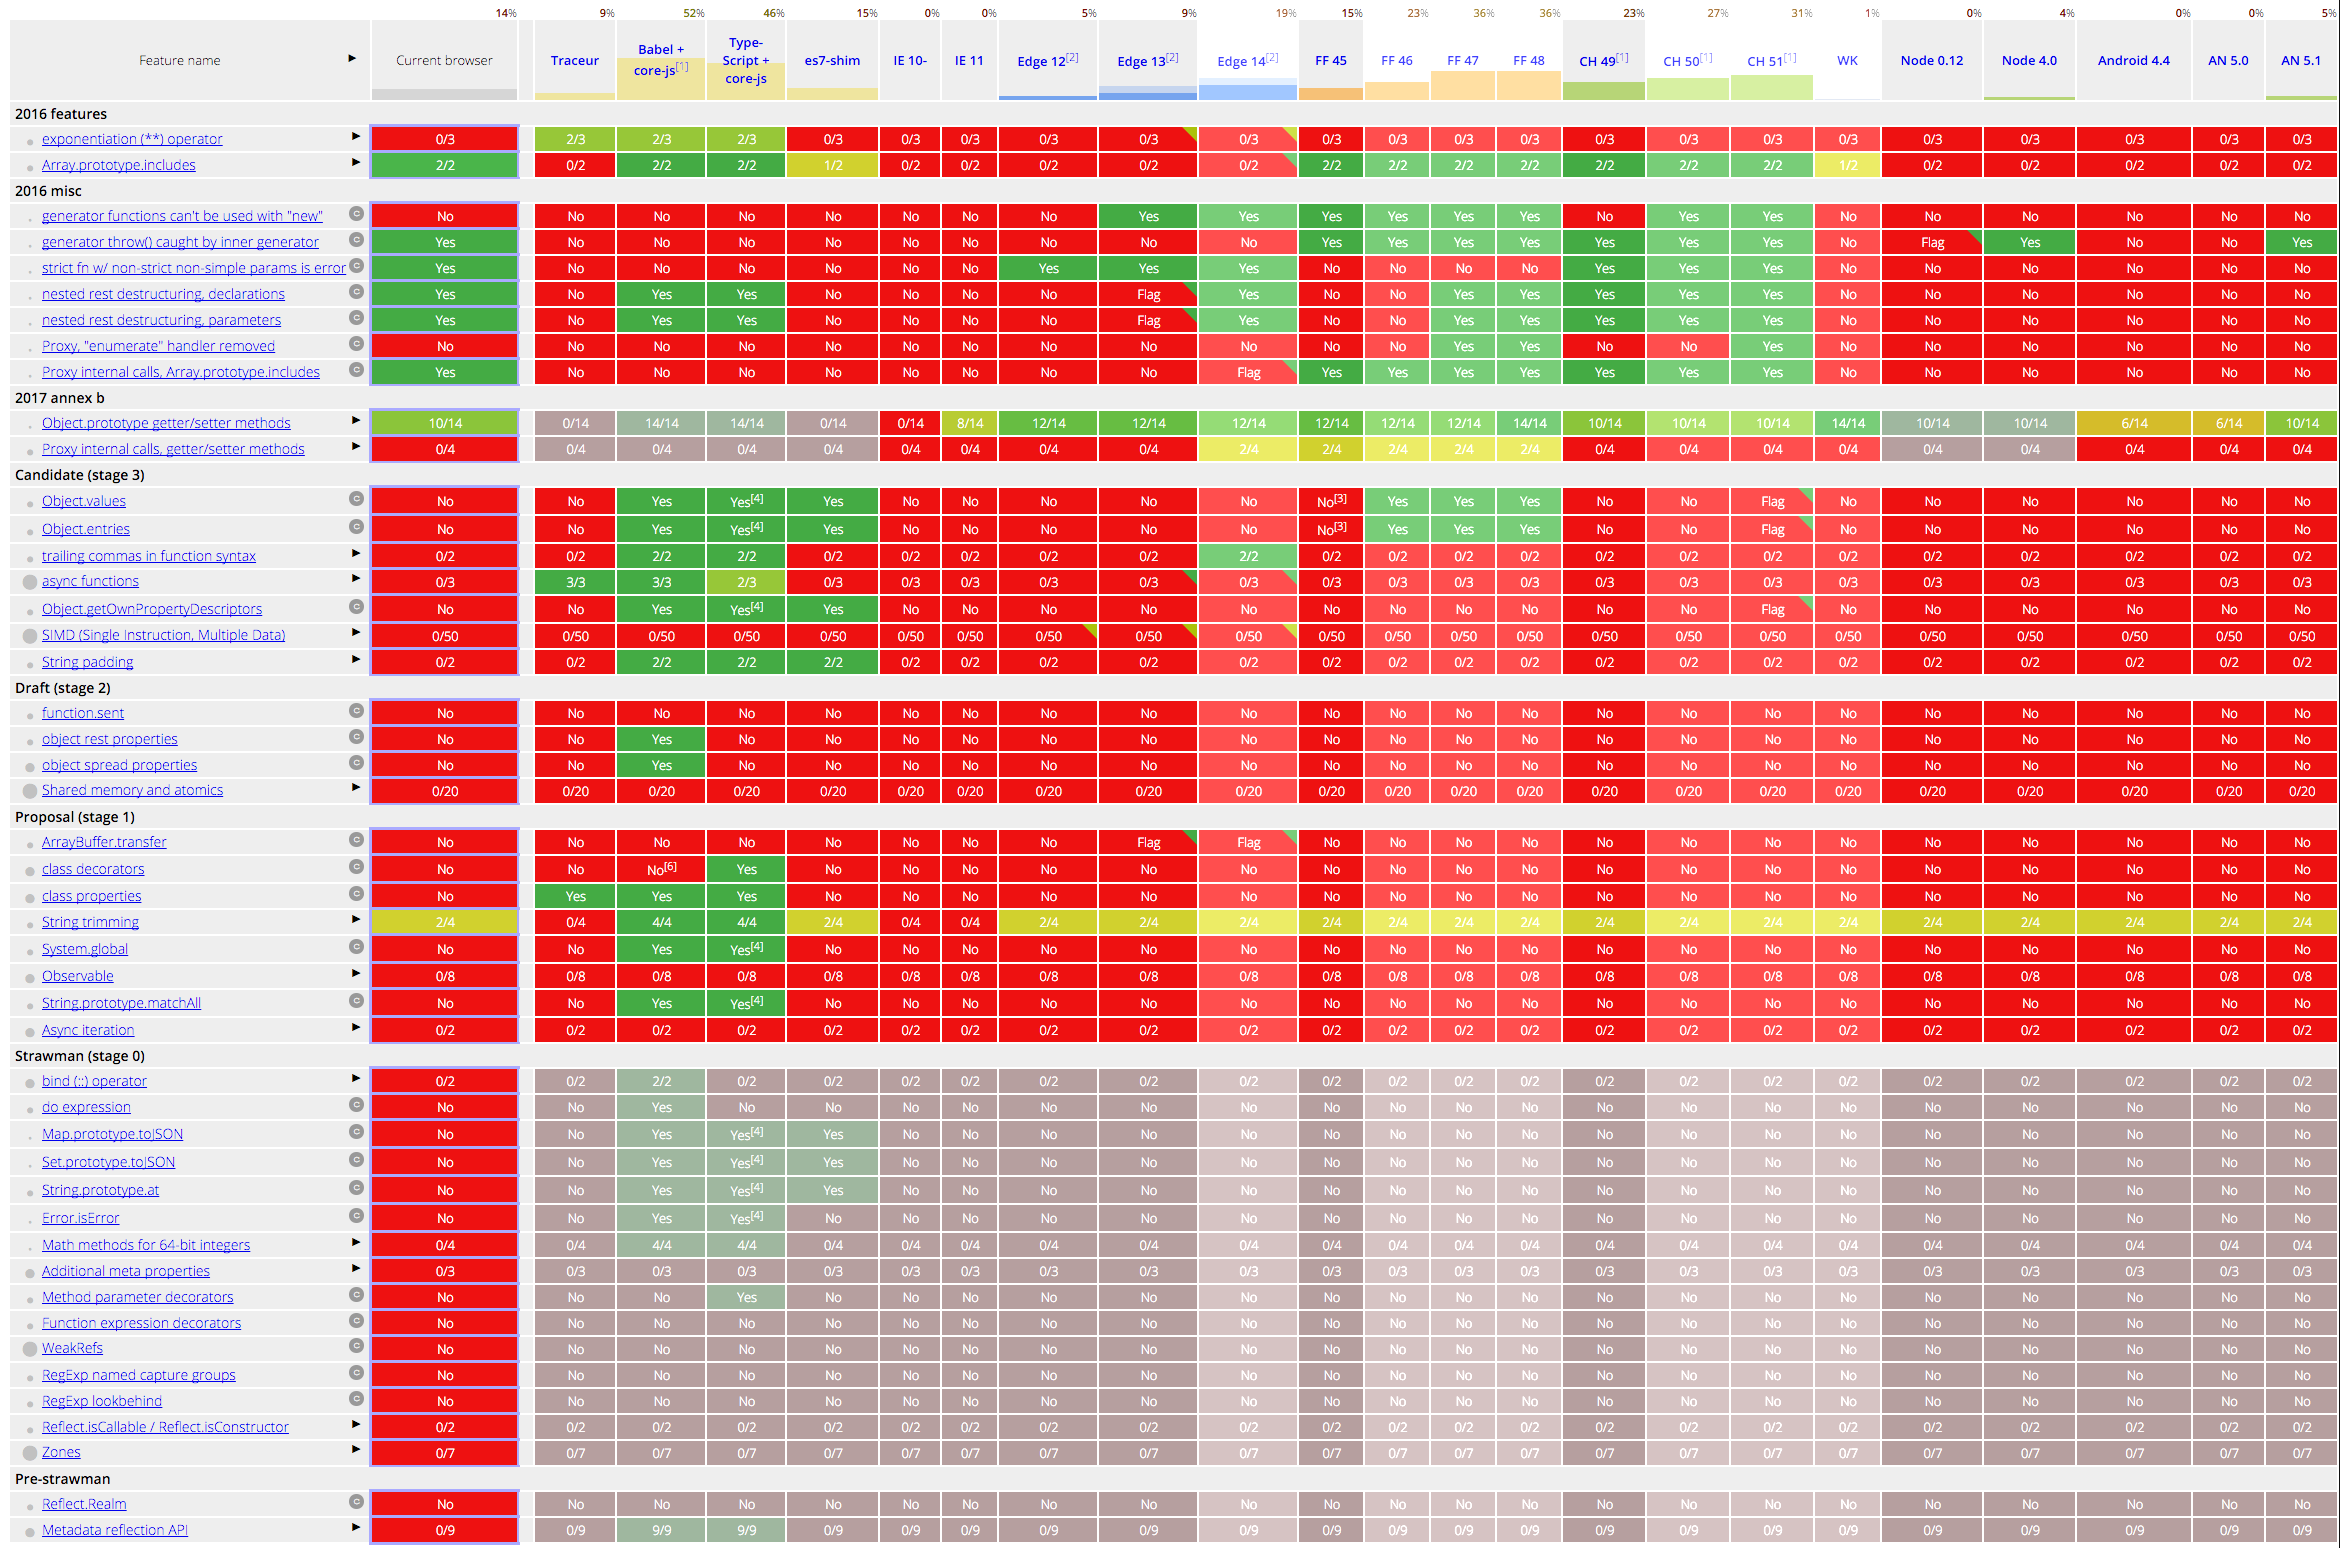 14% 9% 52% 46% 15% 0% 0% 5% 9% 19% 15% 23% 36% 36% 23% 27% 31% 1% 0% 4% 0% 0% 5%
Feature name ▶ Current browser Traceur Babel + core-js[1] Type-Script + core-js es7-shim IE 10- IE 11 Edge 12[2] Edge 13[2] Edge 14[2] FF 45 FF 46 FF 47 FF 48 CH 49[1] CH 50[1] CH 51[1] WK Node 0.12 Node 4.0 Android 4.4 AN 5.0 AN 5.1
2016 features
exponentiation (**) operator ▶ 0/3 2/3 2/3 2/3 0/3 0/3 0/3 0/3 0/3 0/3 0/3 0/3 0/3 0/3 0/3 0/3 0/3 0/3 0/3 0/3 0/3 0/3 0/3
Array.prototype.includes ▶ 2/2 0/2 2/2 2/2 1/2 0/2 0/2 0/2 0/2 0/2 2/2 2/2 2/2 2/2 2/2 2/2 2/2 1/2 0/2 0/2 0/2 0/2 0/2
2016 misc
generator functions can't be used with "new" c No No No No No No No No Yes Yes Yes Yes Yes Yes No Yes Yes No No No No No No
generator throw() caught by inner generator c Yes No No No No No No No No No Yes Yes Yes Yes Yes Yes Yes No Flag Yes No No Yes
strict fn w/ non-strict non-simple params is error c Yes No No No No No No Yes Yes Yes No No No No Yes Yes Yes No No No No No No
nested rest destructuring, declarations c Yes No Yes Yes No No No No Flag Yes No No Yes Yes Yes Yes Yes No No No No No No
nested rest destructuring, parameters c Yes No Yes Yes No No No No Flag Yes No No Yes Yes Yes Yes Yes No No No No No No
Proxy, "enumerate" handler removed c No No No No No No No No No No No No Yes Yes No No Yes No No No No No No
Proxy internal calls, Array.prototype.includes c Yes No No No No No No No No Flag Yes Yes Yes Yes Yes Yes Yes No No No No No No
2017 annex b
Object.prototype getter/setter methods ▶ 10/14 0/14 14/14 14/14 0/14 0/14 8/14 12/14 12/14 12/14 12/14 12/14 12/14 14/14 10/14 10/14 10/14 14/14 10/14 10/14 6/14 6/14 10/14
Proxy internal calls, getter/setter methods ▶ 0/4 0/4 0/4 0/4 0/4 0/4 0/4 0/4 0/4 2/4 2/4 2/4 2/4 2/4 0/4 0/4 0/4 0/4 0/4 0/4 0/4 0/4 0/4
Candidate (stage 3)
Object.values c No No Yes Yes[4] Yes No No No No No No[3] Yes Yes Yes No No Flag No No No No No No
Object.entries c No No Yes Yes[4] Yes No No No No No No[3] Yes Yes Yes No No Flag No No No No No No
trailing commas in function syntax ▶ 0/2 0/2 2/2 2/2 0/2 0/2 0/2 0/2 0/2 2/2 0/2 0/2 0/2 0/2 0/2 0/2 0/2 0/2 0/2 0/2 0/2 0/2 0/2
async functions ▶ 0/3 3/3 3/3 2/3 0/3 0/3 0/3 0/3 0/3 0/3 0/3 0/3 0/3 0/3 0/3 0/3 0/3 0/3 0/3 0/3 0/3 0/3 0/3
Object.getOwnPropertyDescriptors c No No Yes Yes[4] Yes No No No No No No No No No No No Flag No No No No No No
SIMD (Single Instruction, Multiple Data) ▶ 0/50 0/50 0/50 0/50 0/50 0/50 0/50 0/50 0/50 0/50 0/50 0/50 0/50 0/50 0/50 0/50 0/50 0/50 0/50 0/50 0/50 0/50 0/50
String padding ▶ 0/2 0/2 2/2 2/2 2/2 0/2 0/2 0/2 0/2 0/2 0/2 0/2 0/2 0/2 0/2 0/2 0/2 0/2 0/2 0/2 0/2 0/2 0/2
Draft (stage 2)
function.sent c No No No No No No No No No No No No No No No No No No No No No No No
object rest properties c No No Yes No No No No No No No No No No No No No No No No No No No No
object spread properties c No No Yes No No No No No No No No No No No No No No No No No No No No
Shared memory and atomics ▶ 0/20 0/20 0/20 0/20 0/20 0/20 0/20 0/20 0/20 0/20 0/20 0/20 0/20 0/20 0/20 0/20 0/20 0/20 0/20 0/20 0/20 0/20 0/20
Proposal (stage 1)
ArrayBuffer.transfer c No No No No No No No No Flag Flag No No No No No No No No No No No No No
class decorators c No No No[6] Yes No No No No No No No No No No No No No No No No No No No
class properties c No Yes Yes Yes No No No No No No No No No No No No No No No No No No No
String trimming ▶ 2/4 0/4 4/4 4/4 2/4 0/4 0/4 2/4 2/4 2/4 2/4 2/4 2/4 2/4 2/4 2/4 2/4 2/4 2/4 2/4 2/4 2/4 2/4
System.global c No No Yes Yes[4] No No No No No No No No No No No No No No No No No No No
Observable ▶ 0/8 0/8 0/8 0/8 0/8 0/8 0/8 0/8 0/8 0/8 0/8 0/8 0/8 0/8 0/8 0/8 0/8 0/8 0/8 0/8 0/8 0/8 0/8
String.prototype.matchAll c No No Yes Yes[4] No No No No No No No No No No No No No No No No No No No
Async iteration ▶ 0/2 0/2 0/2 0/2 0/2 0/2 0/2 0/2 0/2 0/2 0/2 0/2 0/2 0/2 0/2 0/2 0/2 0/2 0/2 0/2 0/2 0/2 0/2
Strawman (stage 0)
bind (::) operator ▶ 0/2 0/2 2/2 0/2 0/2 0/2 0/2 0/2 0/2 0/2 0/2 0/2 0/2 0/2 0/2 0/2 0/2 0/2 0/2 0/2 0/2 0/2 0/2
do expression c No No Yes No No No No No No No No No No No No No No No No No No No No
Map.prototype.toJSON c No No Yes Yes[4] Yes No No No No No No No No No No No No No No No No No No
Set.prototype.toJSON c No No Yes Yes[4] Yes No No No No No No No No No No No No No No No No No No
String.prototype.at c No No Yes Yes[4] Yes No No No No No No No No No No No No No No No No No No
Error.isError c No No Yes Yes[4] No No No No No No No No No No No No No No No No No No No
Math methods for 64-bit integers ▶ 0/4 0/4 4/4 4/4 0/4 0/4 0/4 0/4 0/4 0/4 0/4 0/4 0/4 0/4 0/4 0/4 0/4 0/4 0/4 0/4 0/4 0/4 0/4
Additional meta properties ▶ 0/3 0/3 0/3 0/3 0/3 0/3 0/3 0/3 0/3 0/3 0/3 0/3 0/3 0/3 0/3 0/3 0/3 0/3 0/3 0/3 0/3 0/3 0/3
Method parameter decorators c No No No Yes No No No No No No No No No No No No No No No No No No No
Function expression decorators c No No No No No No No No No No No No No No No No No No No No No No No
WeakRefs c No No No No No No No No No No No No No No No No No No No No No No No
RegExp named capture groups c No No No No No No No No No No No No No No No No No No No No No No No
RegExp lookbehind c No No No No No No No No No No No No No No No No No No No No No No No
Reflect.isCallable / Reflect.isConstructor ▶ 0/2 0/2 0/2 0/2 0/2 0/2 0/2 0/2 0/2 0/2 0/2 0/2 0/2 0/2 0/2 0/2 0/2 0/2 0/2 0/2 0/2 0/2 0/2
Zones ▶ 0/7 0/7 0/7 0/7 0/7 0/7 0/7 0/7 0/7 0/7 0/7 0/7 0/7 0/7 0/7 0/7 0/7 0/7 0/7 0/7 0/7 0/7 0/7
Pre-strawman
Reflect.Realm c No No No No No No No No No No No No No No No No No No No No No No No
Metadata reflection API ▶ 0/9 0/9 9/9 9/9 0/9 0/9 0/9 0/9 0/9 0/9 0/9 0/9 0/9 0/9 0/9 0/9 0/9 0/9 0/9 0/9 0/9 0/9 0/9